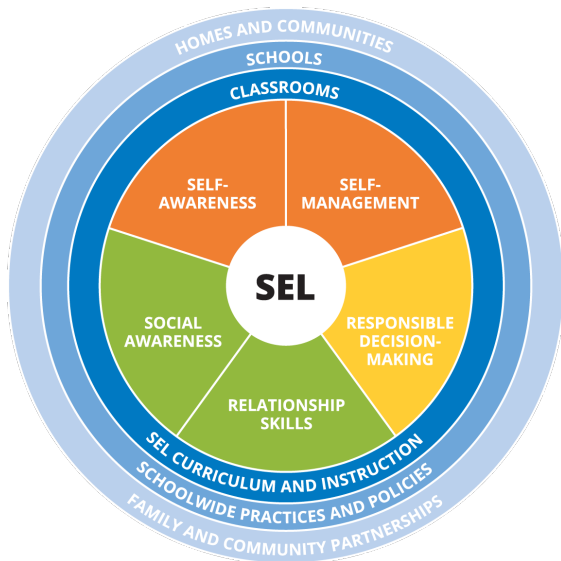 HOMES AND COMMUNITIES
SCHOOLS
CLASSROOMS
SELF-
AWARENESS
SELF-
MANAGEMENT
SEL
SOCIAL
AWARENESS
RESPONSIBLE
DECISION-
MAKING
RELATIONSHIP
SKILLS
SEL CURRICULUM AND INSTRUCTION
SCHOOLWIDE PRACTICES AND POLICIES
FAMILY AND COMMUNITY PARTNERSHIPS